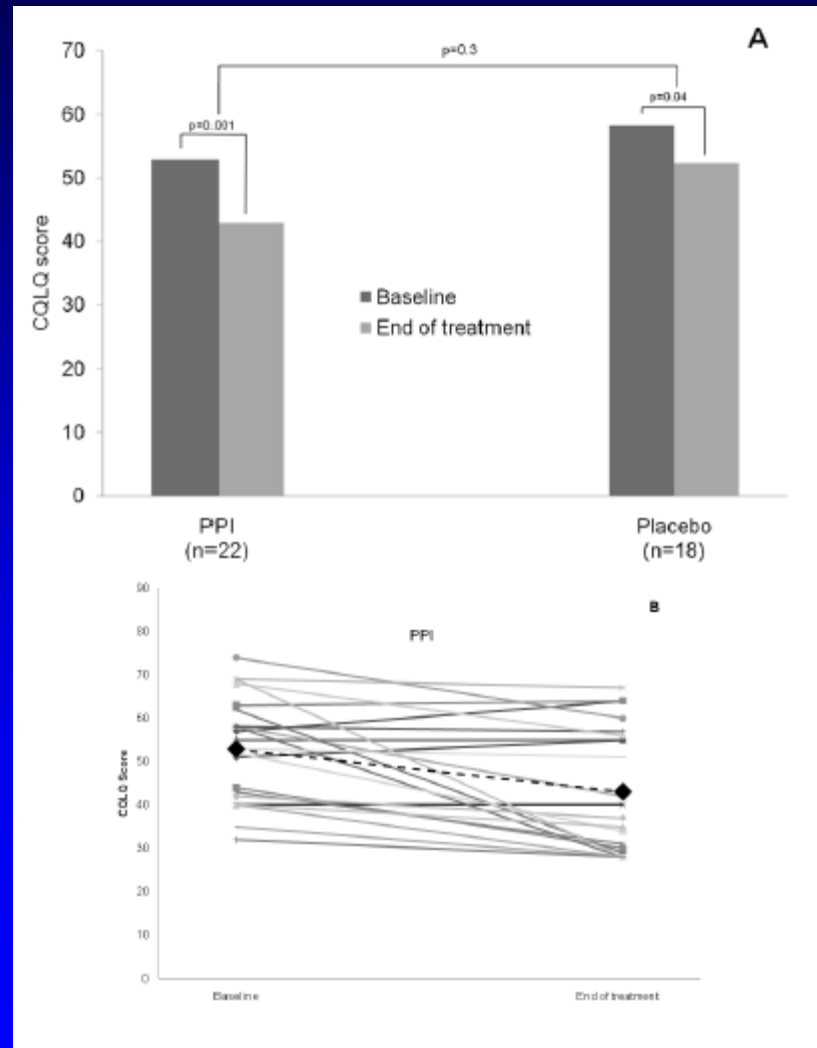 A
70
p=0.3
p=0.04
60
p=0.001
50
CQLQ score
40
Baseline
30
End of treatment
20
10
0
PPI
Placebo
(n=22)
(n=18)
90
B
80
PPI
70
60
50
CQLQ Score
40
30
20
10
0
Baseline
End of treatment